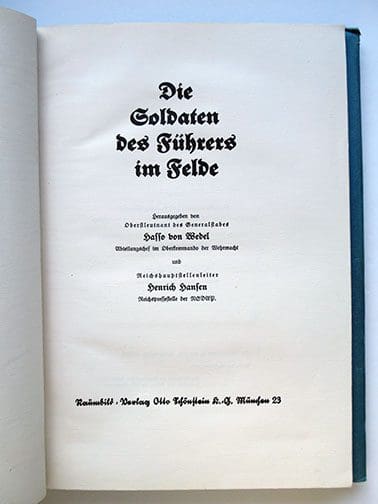 Die
Soldaten
des Führers
im Felde
Herausgegeben von
Oberstleutnant des Generalstabes
Hasso von Wedel
Abteilungschef im Oberkommando der Wehrmacht
und
Reichshauptstellenleiter
Henrich Hansen
Reichspressestelle der NSDAP.
Raumbild-Verlag Otto Schönstein K.-G. München 23